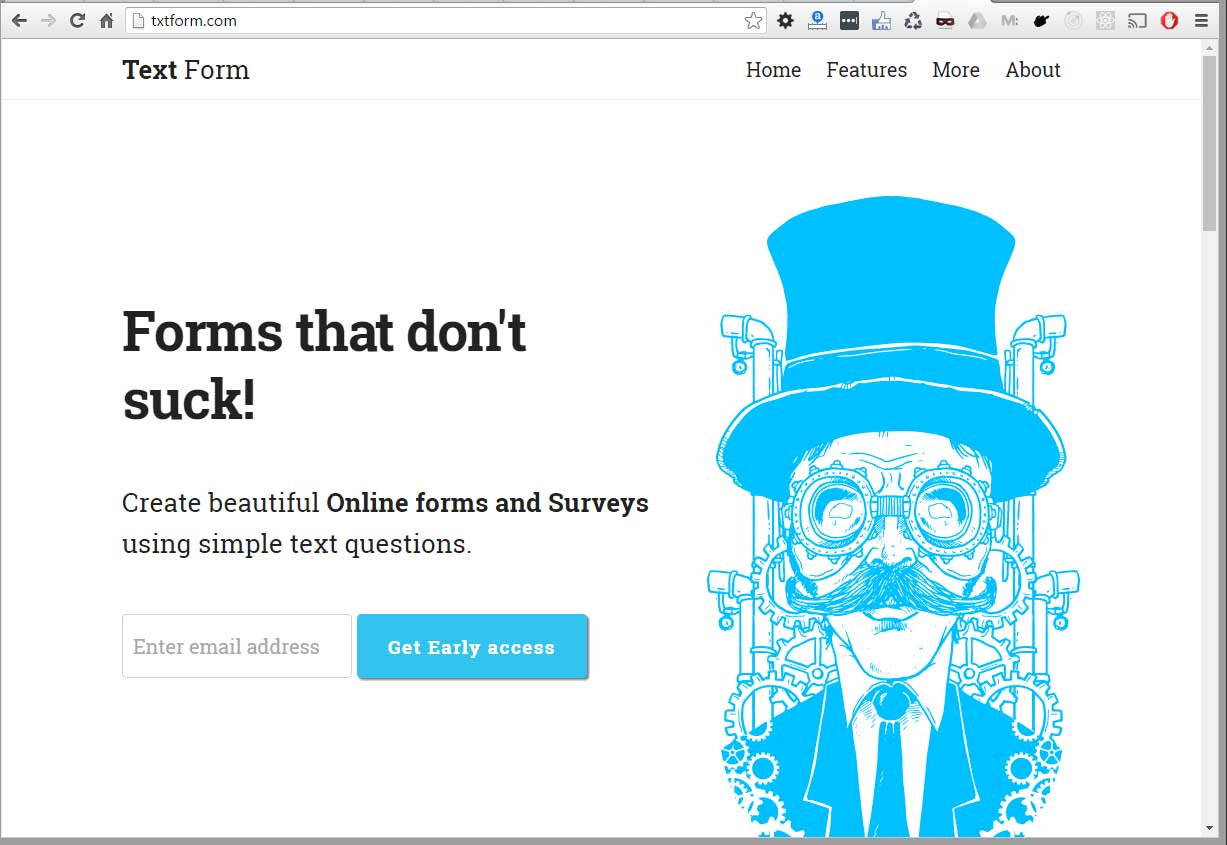 txtform.com
M:
Text Form
Home Features More About
Forms that don't
suck!
Create beautiful Online forms and Surveys
using simple text questions.
Enter email address
Get Early access